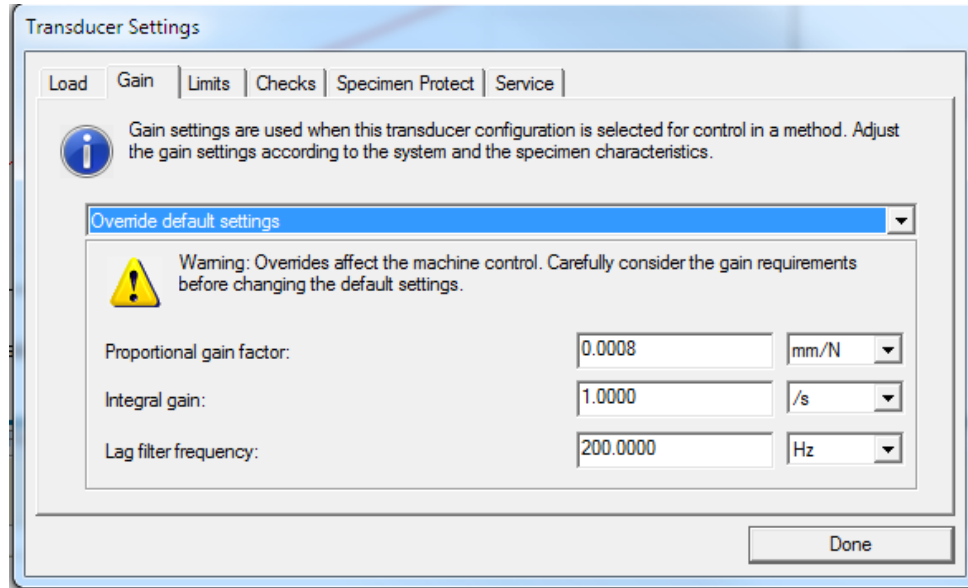 Transducer Settings
Load Gain Limits Checks Specimen Protect Service
Gain settings are used when this transducer configuration is selected for control in a method. Adjust
the gain settings according to the system and the specimen characteristics.
Override default settings
Warning: Overrides affect the machine control. Carefully consider the gain requirements
before changing the default settings.
Proportional gain factor: 0.0008 mm/N
Integral gain: 1.0000 /s
Lag filter frequency: 200.0000 Hz
Done